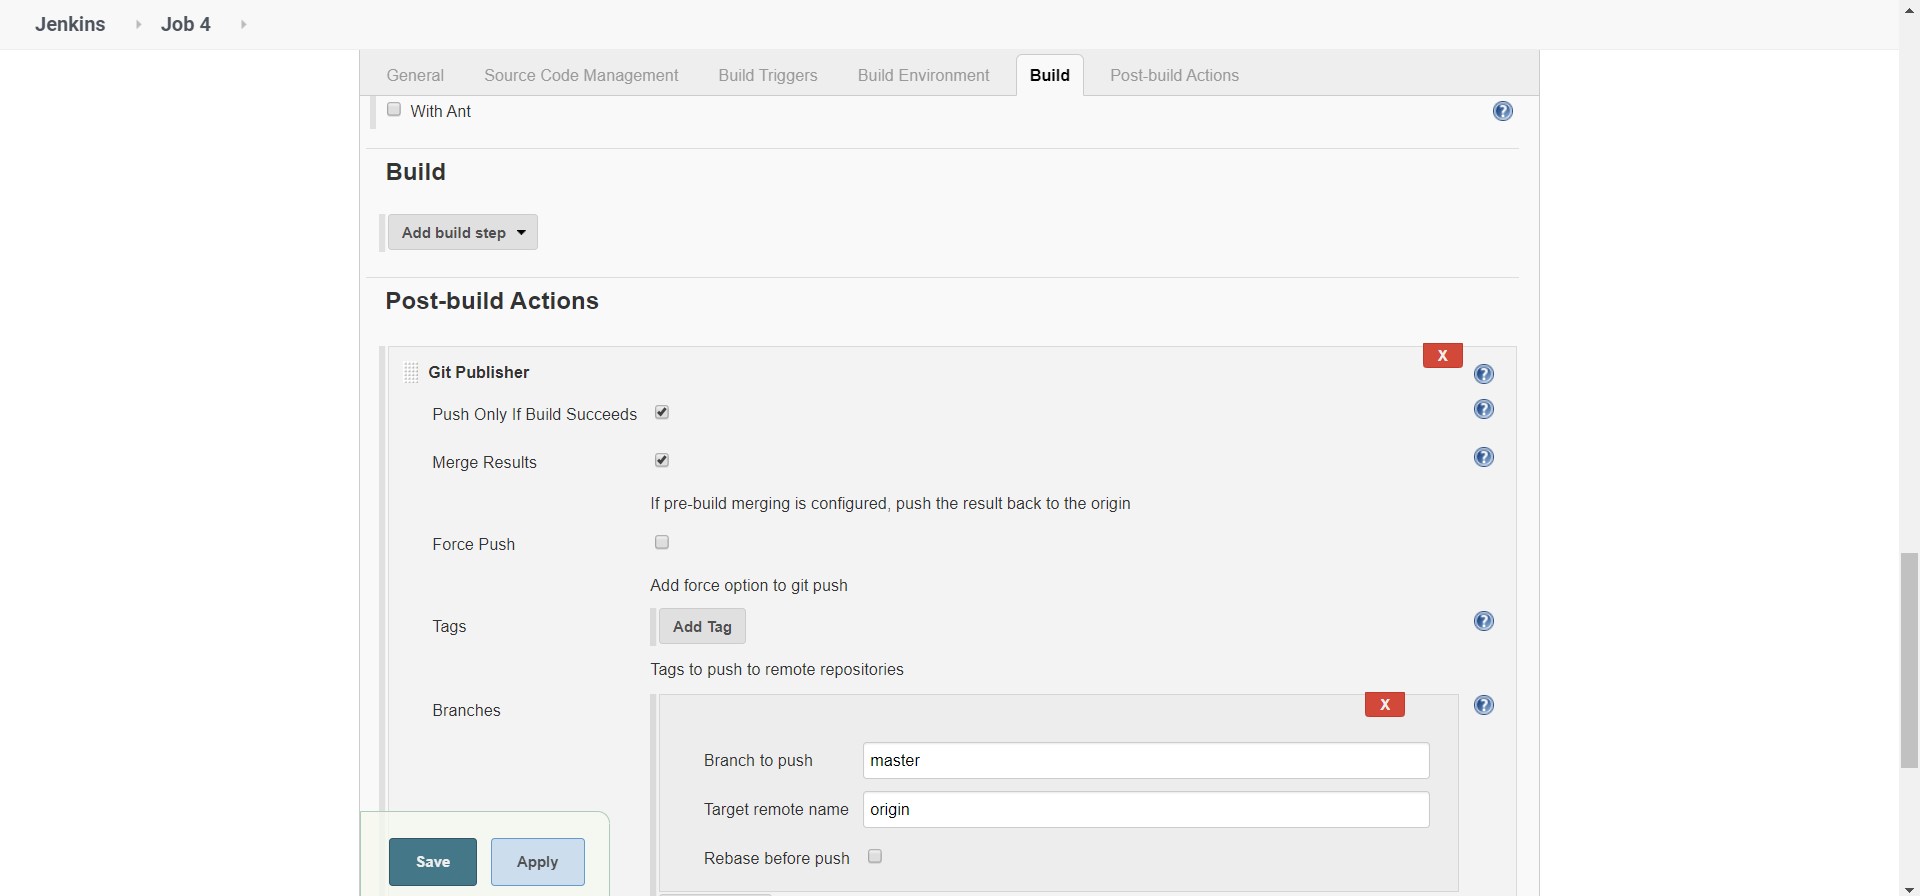 Jenkins Job 4
General Source Code Management Build Triggers Build Environment Build Post-build Actions
With Ant
Build
Add build step
Post-build Actions
X
Git Publisher
Push Only If Build Succeeds
Merge Results
If pre-build merging is configured, push the result back to the origin
Force Push
Add force option to git push
Tags Add Tag
Tags to push to remote repositories
X
Branches
Branch to push master
Target remote name origin
Rebase before push
Save Apply